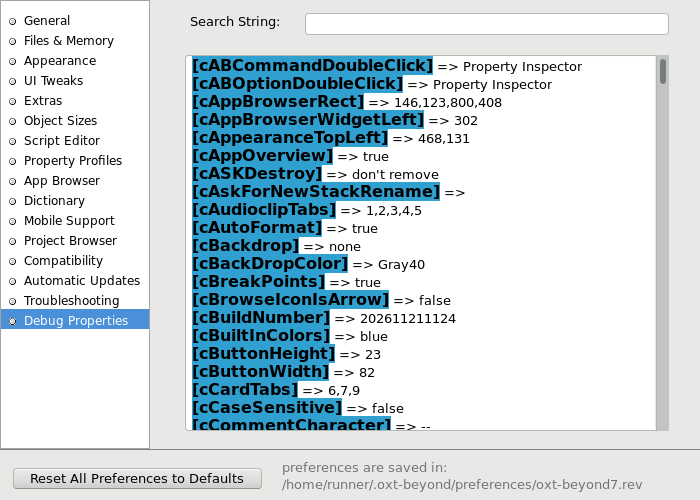 General
Files & Memory
Appearance
UI Tweaks
Extras
Object Sizes
Script Editor
Property Profiles
App Browser
Dictionary
Mobile Support
Project Browser
Compatibility
Automatic Updates
Troubleshooting
Debug Properties
Search String:
[cABCommandDoubleClick] => Property Inspector
[cABOptionDoubleClick] => Property Inspector
[cAppBrowserRect] => 146,123,800,408
[cAppBrowserWidgetLeft] => 302
[cAppearanceTopLeft] => 468,131
[cAppOverview] => true
[cASKDestroy] => don't remove
[cAskForNewStackRename] =>
[cAudioclipTabs] => 1,2,3,4,5
[cAutoFormat] => true
[cBackdrop] => none
[cBackDropColor] => Gray40
[cBreakPoints] => true
[cBrowseIconIsArrow] => false
[cBuildNumber] => 202611211124
[cBuiltInColors] => blue
[cButtonHeight] => 23
[cButtonWidth] => 82
[cCardTabs] => 6,7,9
[cCaseSensitive] => false
[cCommentCharacter] => --
Reset All Preferences to Defaults
preferences are saved in:
/home/runner/.oxt-beyond/preferences/oxt-beyond7.rev